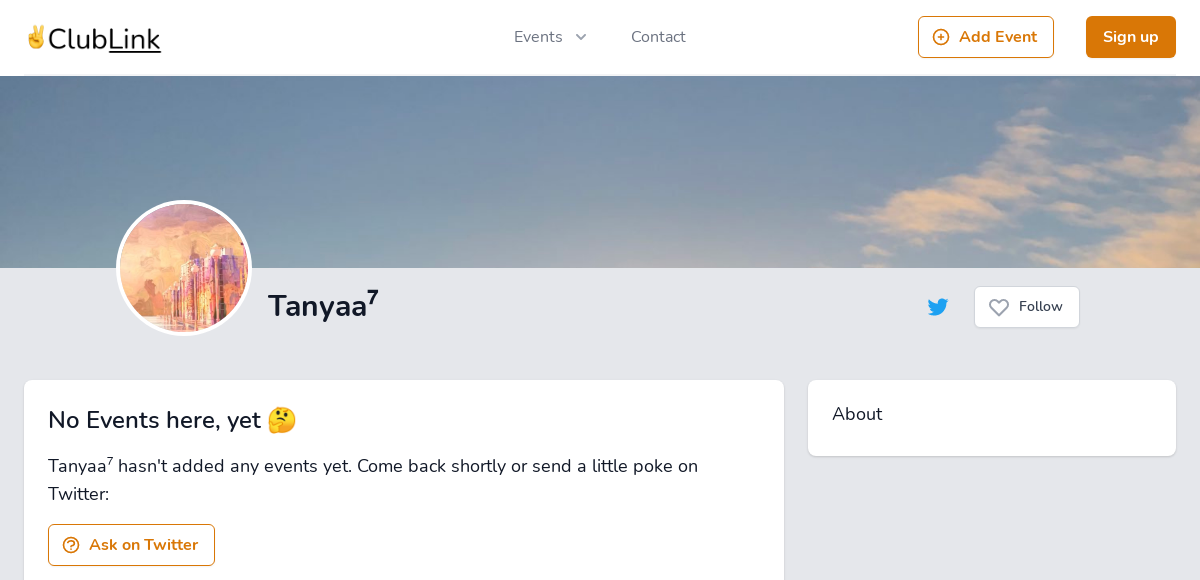 ✌️ClubLink
Events
Contact
Add Event
Sign up
Tanyaa⁷
Follow
No Events here, yet 🤔
Tanyaa⁷ hasn't added any events yet. Come back shortly or send a little poke on
Twitter:
Ask on Twitter
About